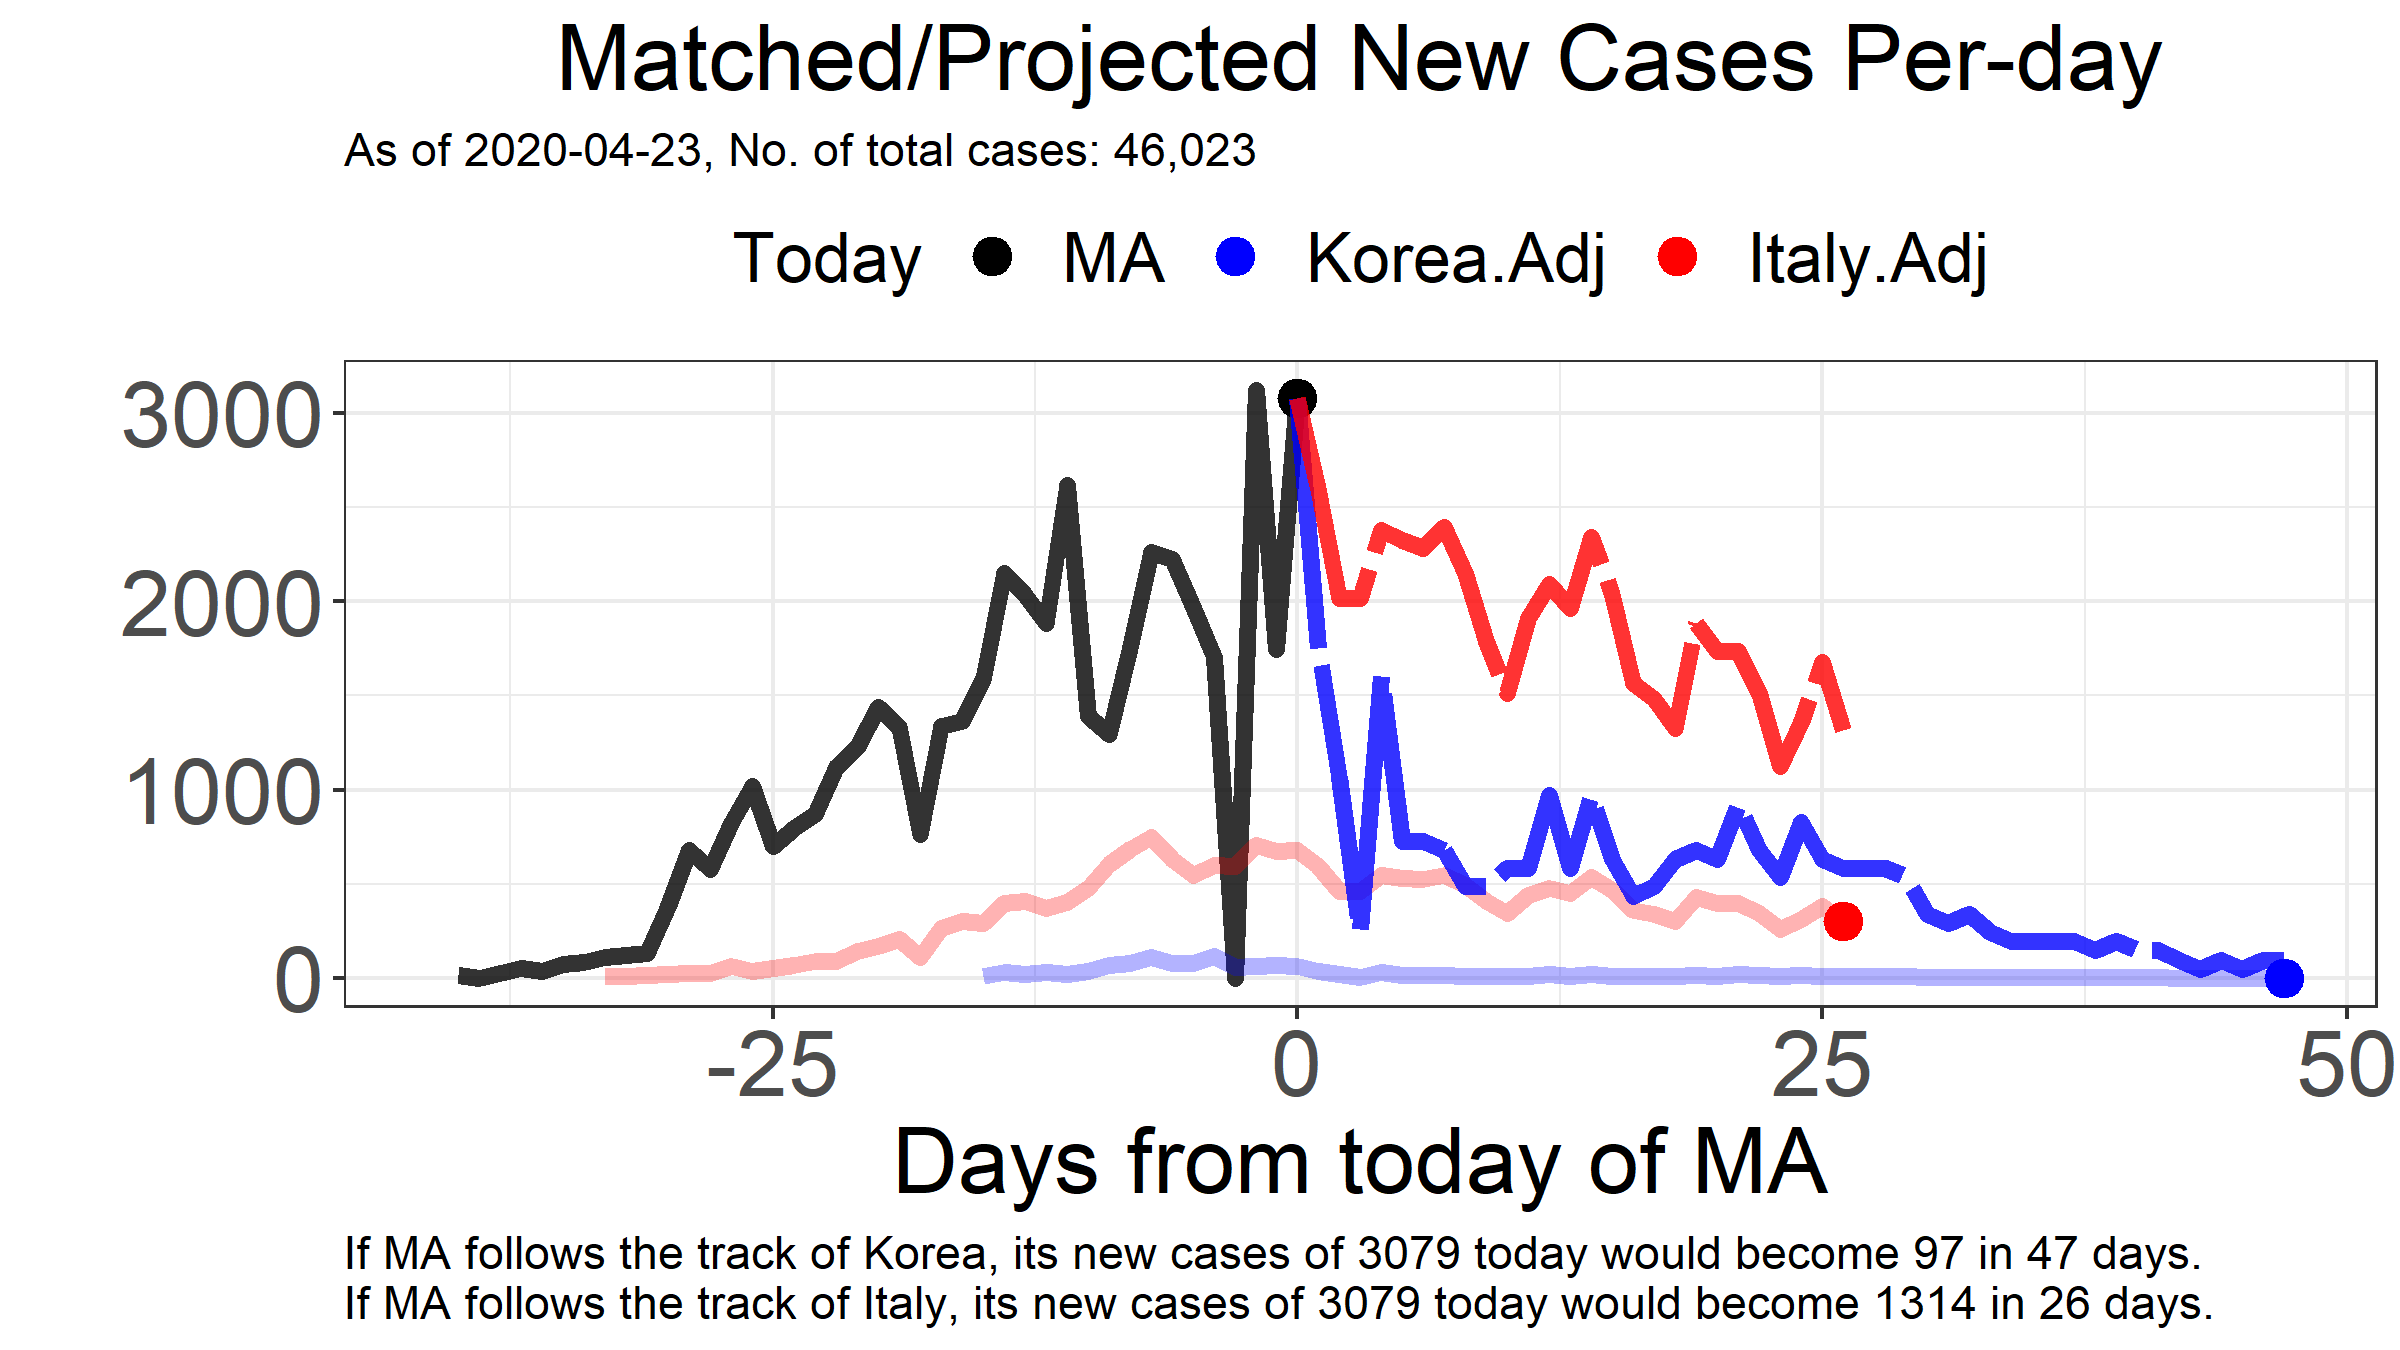 Matched/Projected New Cases Per-day
As of 2020-04-23, No. of total cases: 46,023
Today MA Korea.Adj Italy.Adj
3000
2000
1000
0
-25 0 25 50
Days from today of MA
If MA follows the track of Korea, its new cases of 3079 today would become 97 in 47 days.
If MA follows the track of Italy, its new cases of 3079 today would become 1314 in 26 days.